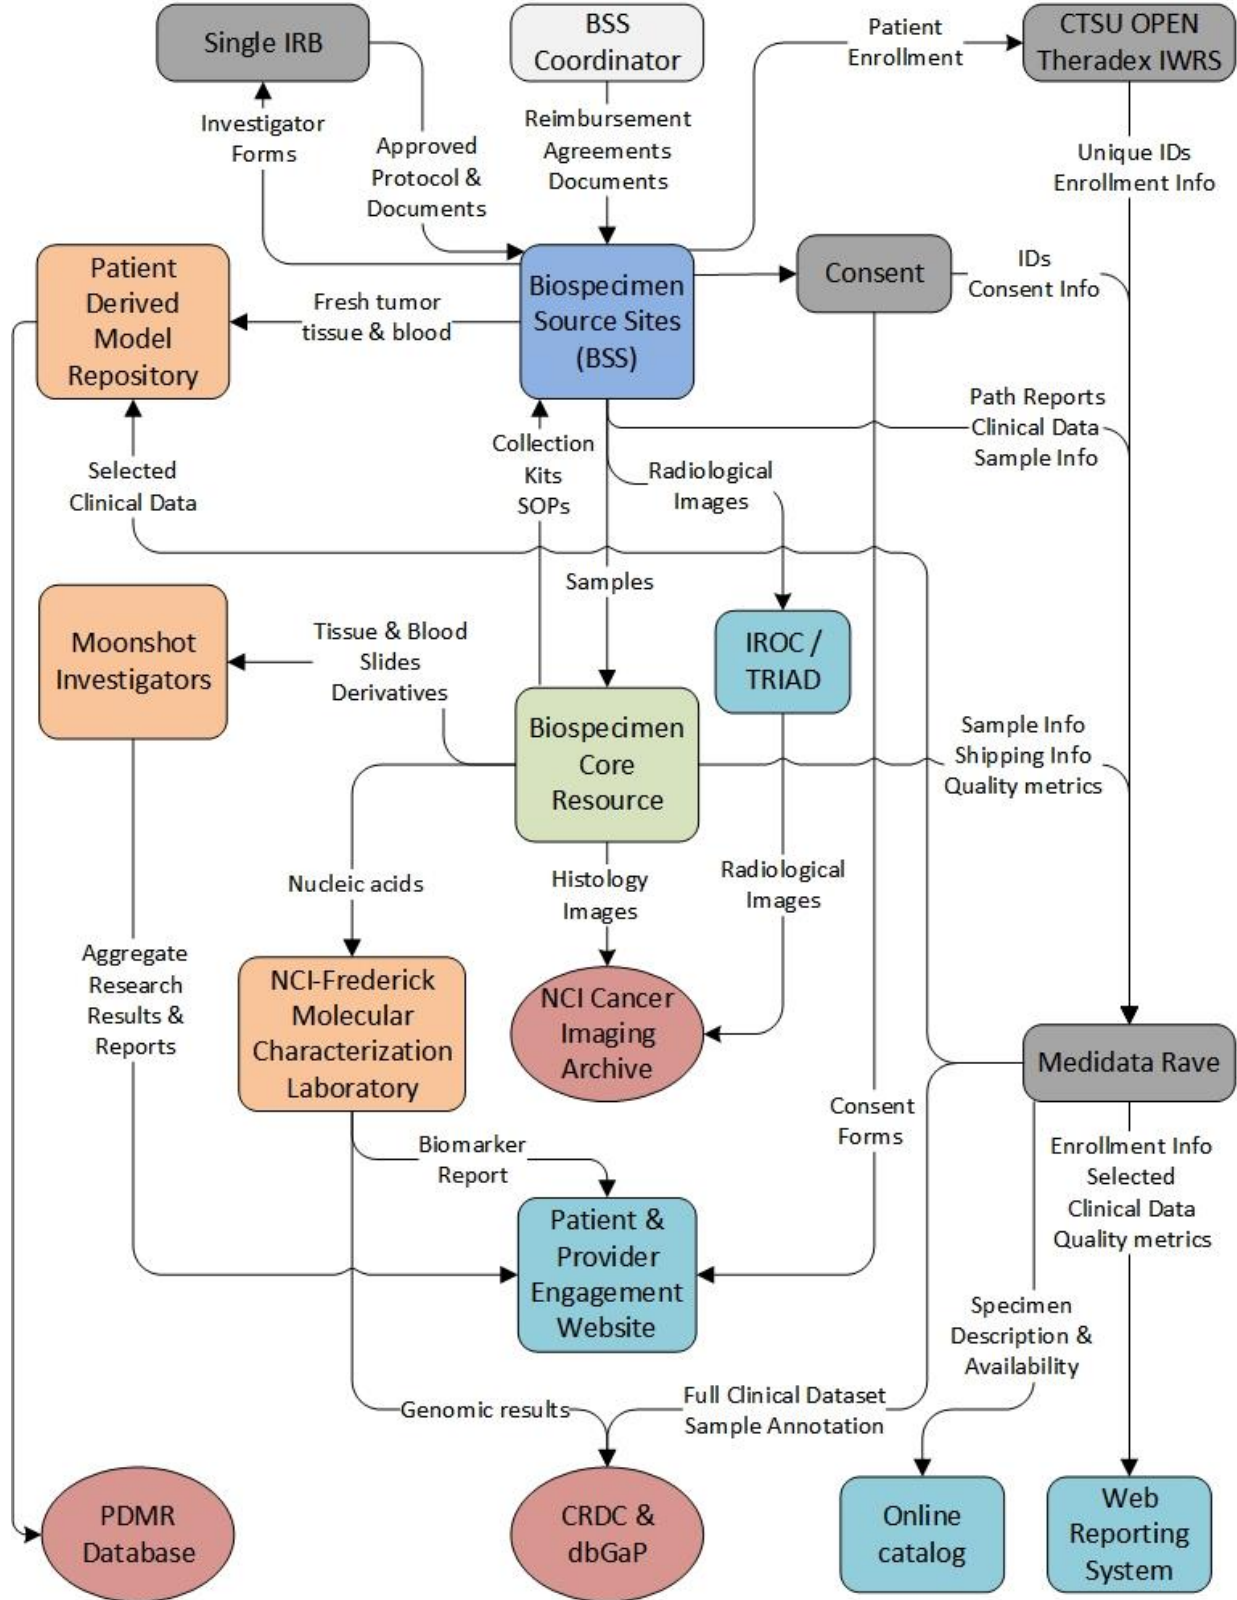 Single IRB
BSS
Coordinator
Patient
Enrollment
CTSU OPEN
Theradex IWRS
Investigator
Forms
Approved
Protocol &
Documents
Reimbursement
Agreements
Documents
Unique IDs
Enrollment Info
Patient
Derived
Model
Repository
Fresh tumor
tissue & blood
Biospecimen
Source Sites
(BSS)
Consent
IDs
Consent Info
Path Reports
Clinical Data
Sample Info
Selected
Clinical Data
Collection
Kits
SOPs
Radiological
Images
Samples
Moonshot
Investigators
Tissue & Blood
Slides
Derivatives
IROC /
TRIAD
Biospecimen
Core
Resource
Sample Info
Shipping Info
Quality metrics
Nucleic acids
Histology
Images
Radiological
Images
Aggregate
Research
Results &
Reports
NCI-Frederick
Molecular
Characterization
Laboratory
NCI Cancer
Imaging
Archive
Medidata Rave
Consent
Forms
Biomarker
Report
Enrollment Info
Selected
Clinical Data
Quality metrics
Patient &
Provider
Engagement
Website
Specimen
Description &
Availability
Genomic results
Full Clinical Dataset
Sample Annotation
PDMR
Database
CRDC &
dbGaP
Online
catalog
Web
Reporting
System